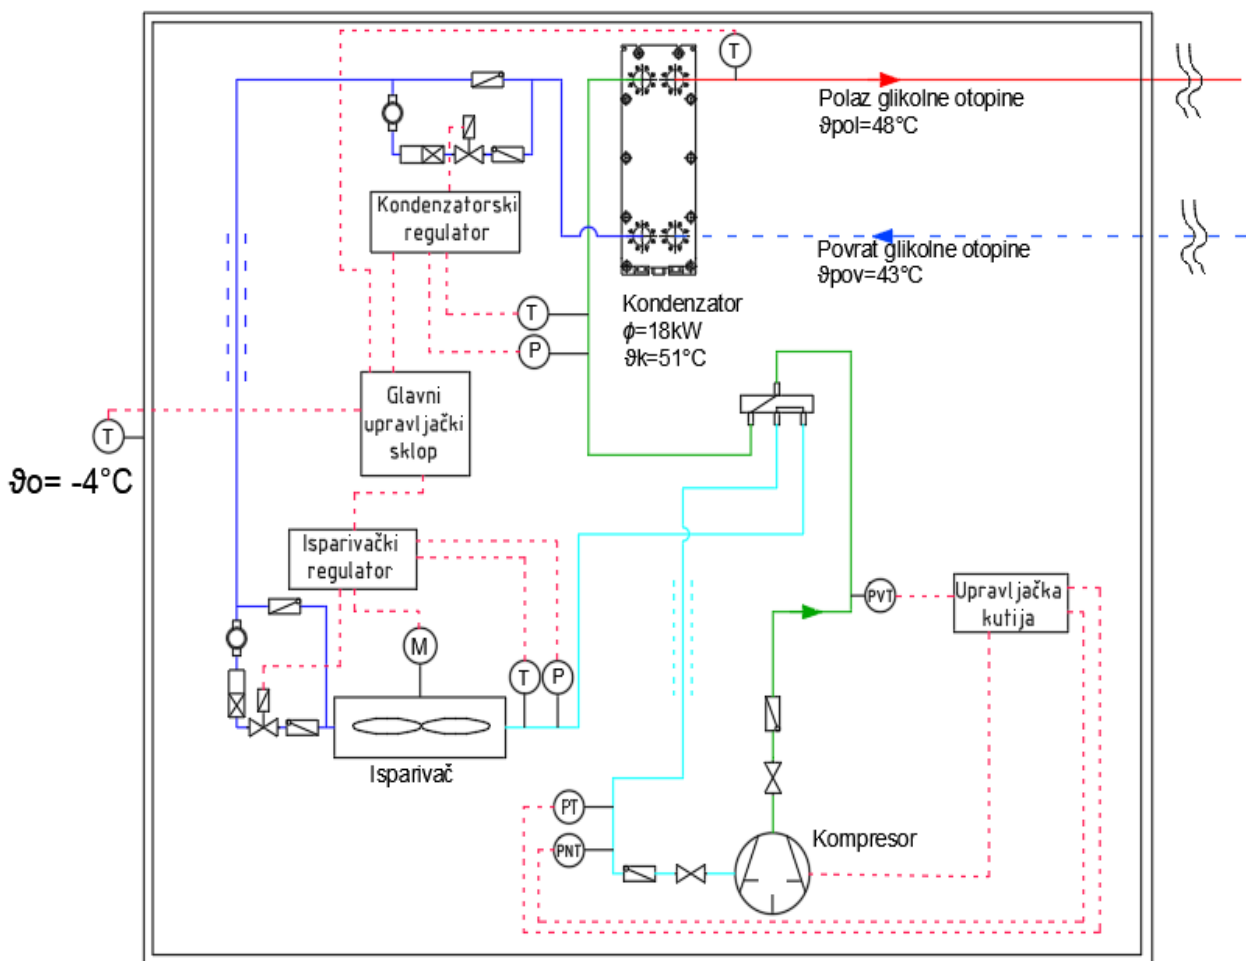 T
Polaz glikolne otopine
ϑpol=48°C
Kondenzatorski
regulator
Povrat glikolne otopine
ϑpov=43°C
T
P
Kondenzator
ϕ=18kW
ϑk=51°C
Glavni
upravljački
sklop
T
ϑo= -4°C
Isparivački
regulator
PVT
Upravljačka
kutija
M
T
P
Isparivač
PT
PNT
Kompresor